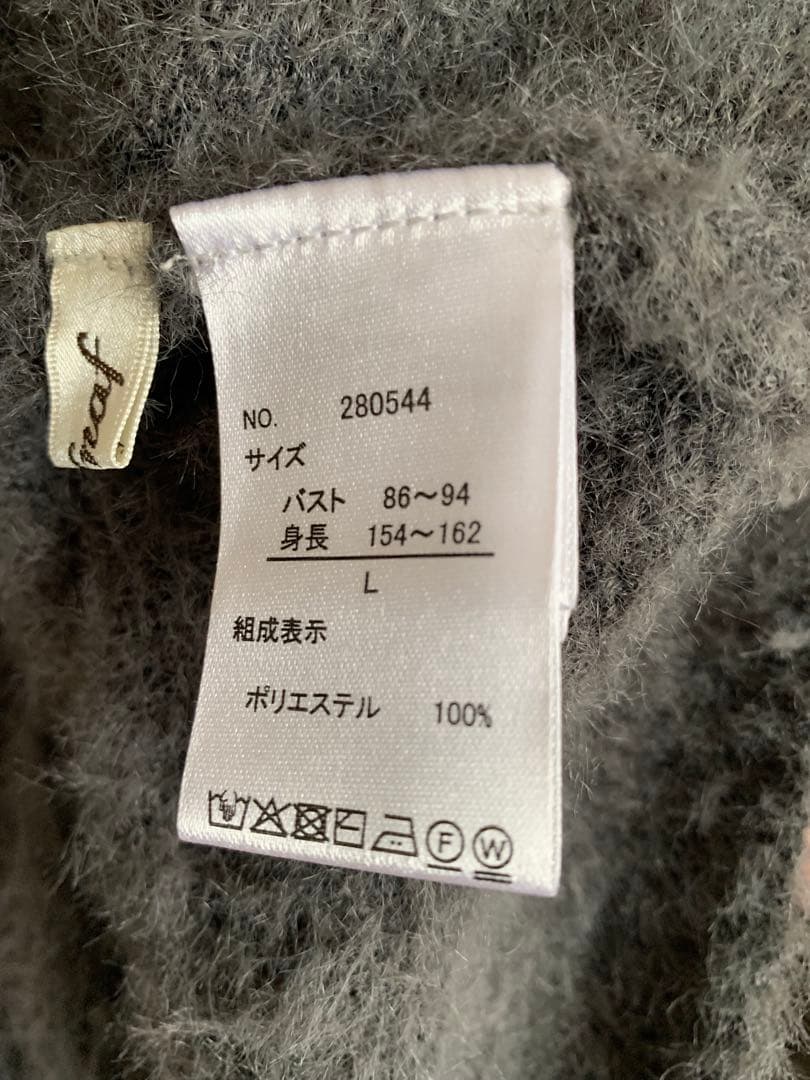 NO. 280544
サイズ
バスト 86〜94
身長 154〜162
L
組成表示
ポリエステル 100%
F W